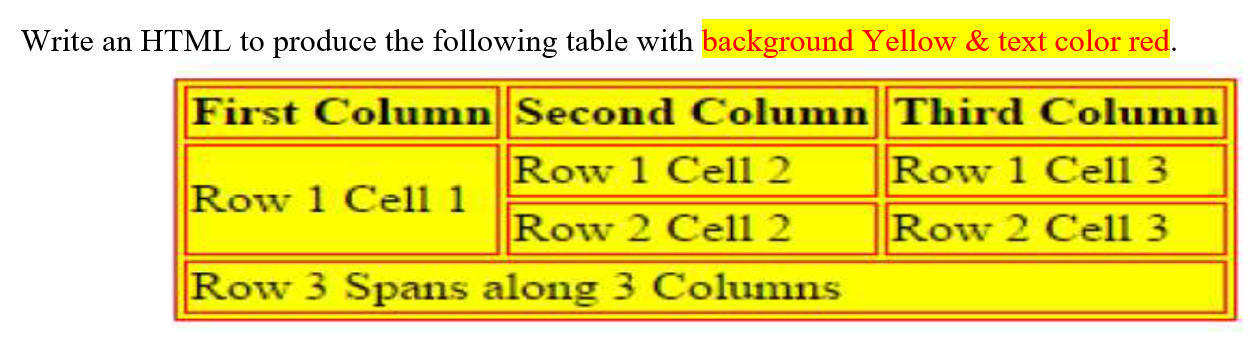 Write an HTML to produce the following table with background Yellow & text color red.
First Column Second Column Third Column
Row 1 Cell 1
Row 1 Cell 2 Row 1 Cell 3
Row 2 Cell 2 Row 2 Cell 3
Row 3 Spans along 3 Columns